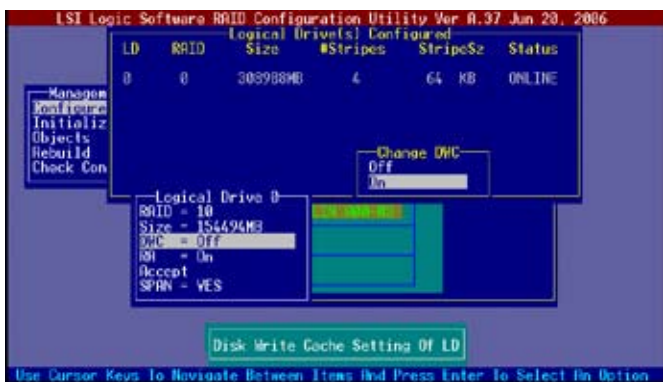 LSI Logic Software RAID Configuration Utility Ver A.37 Jun 20, 2006
Logical Drive(s) Configured
LD RAID Size #Stripes StripeSz Status
0 0 308988MB 4 64 KB ONLINE
Managem
Configure
Initializ
Objects
Rebuild
Check Con
Change DWC
Off
On
Logical Drive 0
RAID = 10
Size = 154494MB
DWC = Off
RA = On
Accept
SPAN = YES
Disk Write Cache Setting Of LD
Use Cursor Keys To Navigate Between Items And Press Enter To Select An Option